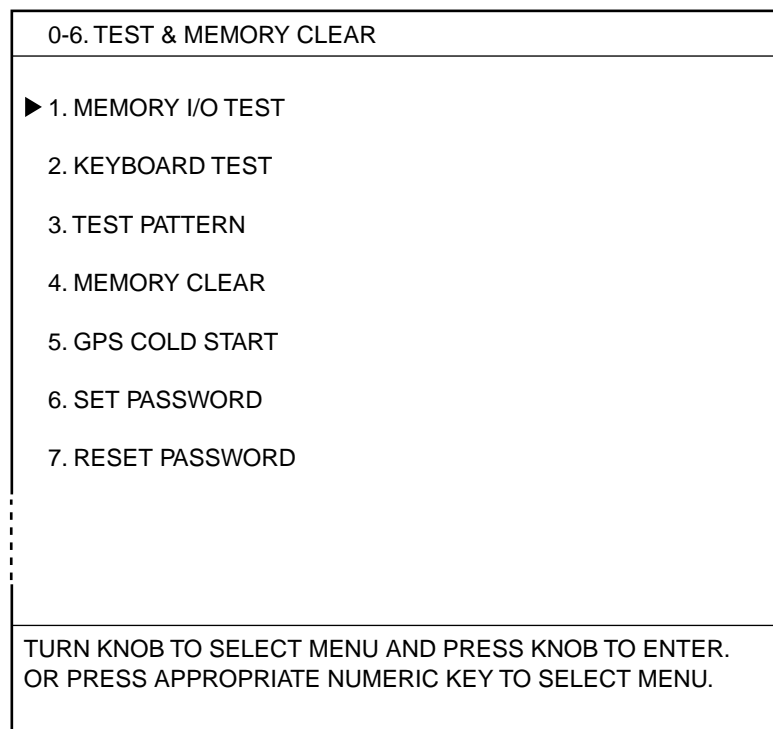 0-6. TEST & MEMORY CLEAR
▶ 1. MEMORY I/O TEST
2. KEYBOARD TEST
3. TEST PATTERN
4. MEMORY CLEAR
5. GPS COLD START
6. SET PASSWORD
7. RESET PASSWORD
TURN KNOB TO SELECT MENU AND PRESS KNOB TO ENTER.
OR PRESS APPROPRIATE NUMERIC KEY TO SELECT MENU.